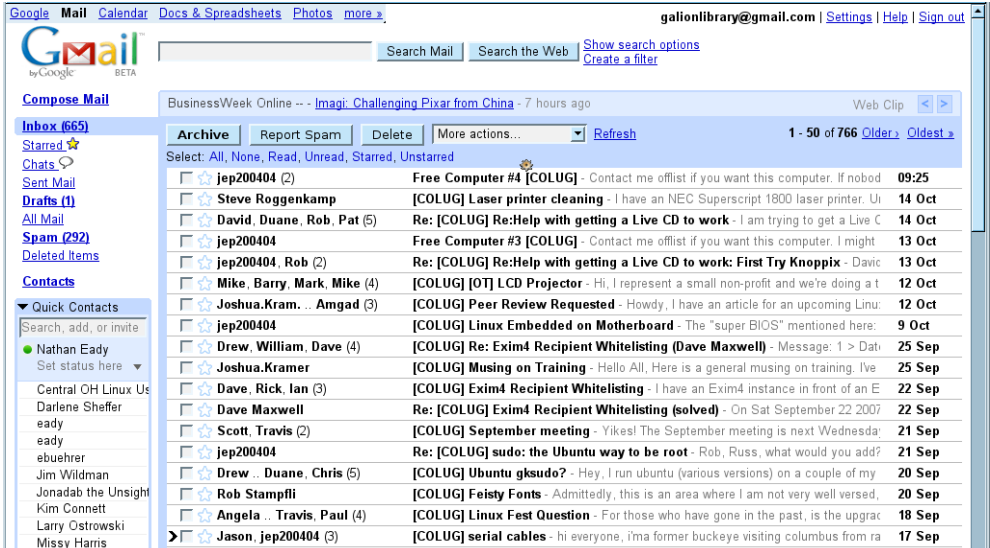 Google Mail Calendar Docs & Spreadsheets Photos more »
galionlibrary@gmail.com | Settings | Help | Sign out
Gmail
by Google BETA
Search Mail Search the Web Show search options
Create a filter
Compose Mail
Inbox (665)
Starred
Chats
Sent Mail
Drafts (1)
All Mail
Spam (292)
Deleted Items
Contacts
Quick Contacts
Search, add, or invite
Nathan Eady
Set status here
Central OH Linux Us
Darlene Sheffer
eady
eady
ebuehrer
Jim Wildman
Jonadab the Unsight
Kim Connett
Larry Ostrowski
Missy Harris
BusinessWeek Online -- - Imagi: Challenging Pixar from China - 7 hours ago Web Clip < >
Archive Report Spam Delete More actions... Refresh 1 - 50 of 766 Older › Oldest »
Select: All, None, Read, Unread, Starred, Unstarred
jep200404 (2) Free Computer #4 [COLUG] - Contact me offlist if you want this computer. If nobod 09:25
Steve Roggenkamp [COLUG] Laser printer cleaning - I have an NEC Superscript 1800 laser printer. 14 Oct
David, Duane, Rob, Pat (5) Re: [COLUG] Re:Help with getting a Live CD to work - I am trying to get a Live 14 Oct
jep200404 Free Computer #3 [COLUG] - Contact me offlist if you want this computer. I might 13 Oct
jep200404, Rob (2) Re: [COLUG] Re:Help with getting a Live CD to work: First Try Knoppix - David 13 Oct
Mike, Barry, Mark, Mike (4) [COLUG] [OT] LCD Projector - Hi, I represent a small non-profit and we're doing a t 12 Oct
Joshua.Kram. .. Amgad (3) [COLUG] Peer Review Requested - Howdy, I have an article for an upcoming Linu 12 Oct
jep200404 [COLUG] Linux Embedded on Motherboard - The "super BIOS" mentioned here: 9 Oct
Drew, William, Dave (4) [COLUG] Re: Exim4 Recipient Whitelisting (Dave Maxwell) - Message: 1 > Dat 25 Sep
Joshua.Kramer [COLUG] Musing on Training - Hello All, Here is a general musing on training. I've 25 Sep
Dave, Rick, Ian (3) [COLUG] Exim4 Recipient Whitelisting - I have an Exim4 instance in front of an E 22 Sep
Dave Maxwell Re: [COLUG] Exim4 Recipient Whitelisting (solved) - On Sat September 22 2007 22 Sep
Scott, Travis (2) [COLUG] September meeting - Yikes! The September meeting is next Wednesda 21 Sep
jep200404 Re: [COLUG] sudo: the Ubuntu way to be root - Rob, Russ, what would you add? 21 Sep
Drew .. Duane, Chris (5) [COLUG] Ubuntu gksudo? - Hey, I run ubuntu (various versions) on a couple of my 20 Sep
Rob Stampfli [COLUG] Feisty Fonts - Admittedly, this is an area where I am not very well versed, 20 Sep
Angela .. Travis, Paul (4) [COLUG] Linux Fest Question - For those who have gone in the past, is the upgrac 18 Sep
Jason, jep200404 (3) [COLUG] serial cables - hi everyone, i'ma former buckeye visiting columbus from ra 17 Sep